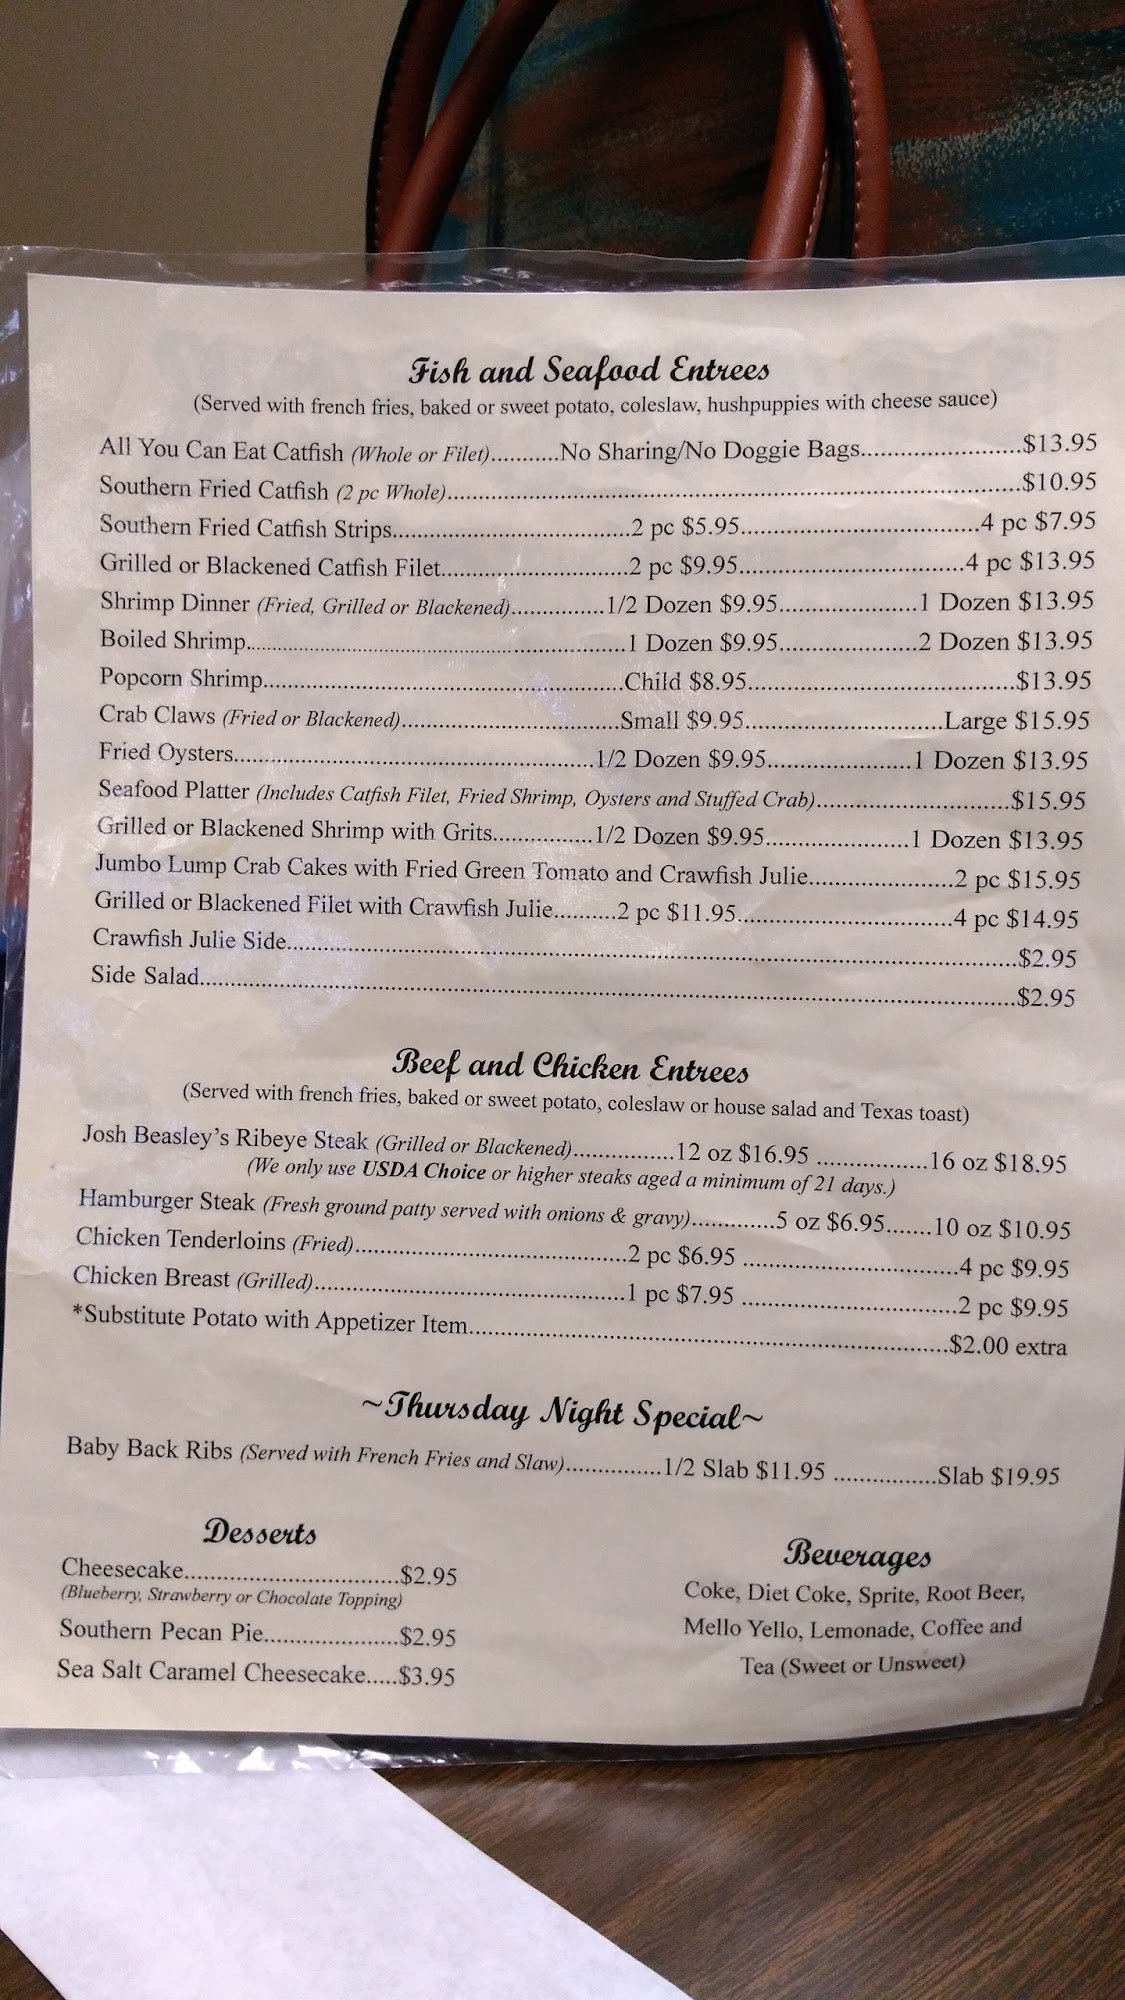 Fish and Seafood Entrees
(Served with french fries, baked or sweet potato, coleslaw, hushpuppies with cheese sauce)
All You Can Eat Catfish (Whole or Filet)...........No Sharing/No Doggie Bags..........................$13.95
Southern Fried Catfish (2 pc Whole)..........................$10.95
Southern Fried Catfish Strips..........................2 pc $5.95..........................4 pc $7.95
Grilled or Blackened Catfish Filet..........................2 pc $9.95..........................4 pc $13.95
Shrimp Dinner (Fried, Grilled or Blackened)...............1/2 Dozen $9.95......................1 Dozen $13.95
Boiled Shrimp..........................1 Dozen $9.95......................2 Dozen $13.95
Popcorn Shrimp..........................Child $8.95..........................$13.95
Crab Claws (Fried or Blackened)..........................Small $9.95..........................Large $15.95
Fried Oysters..........................1/2 Dozen $9.95.......................1 Dozen $13.95
Seafood Platter (Includes Catfish Filet, Fried Shrimp, Oysters and Stuffed Crab)..........................$15.95
Grilled or Blackened Shrimp with Grits................1/2 Dozen $9.95.......................1 Dozen $13.95
Jumbo Lump Crab Cakes with Fried Green Tomato and Crawfish Julie.......................2 pc $15.95
Grilled or Blackened Filet with Crawfish Julie..........2 pc $11.95..........................4 pc $14.95
Crawfish Julie Side..........................$2.95
Side Salad..........................$2.95
Beef and Chicken Entrees
(Served with french fries, baked or sweet potato, coleslaw or house salad and Texas toast)
Josh Beasley's Ribeye Steak (Grilled or Blackened)................12 oz $16.95 ..................16 oz $18.95
(We only use USDA Choice or higher steaks aged a minimum of 21 days.)
Hamburger Steak (Fresh ground patty served with onions & gravy).............5 oz $6.95.......10 oz $10.95
Chicken Tenderloins (Fried)..........................2 pc $6.95 ..........................4 pc $9.95
Chicken Breast (Grilled)..........................1 pc $7.95 ..........................2 pc $9.95
*Substitute Potato with Appetizer Item..........................$2.00 extra
~Thursday Night Special~
Baby Back Ribs (Served with French Fries and Slaw)...............1/2 Slab $11.95 ................Slab $19.95
Desserts
Cheesecake..........................$2.95
(Blueberry, Strawberry or Chocolate Topping)
Southern Pecan Pie......................$2.95
Sea Salt Caramel Cheesecake.....$3.95
Beverages
Coke, Diet Coke, Sprite, Root Beer,
Mello Yello, Lemonade, Coffee and
Tea (Sweet or Unsweet)